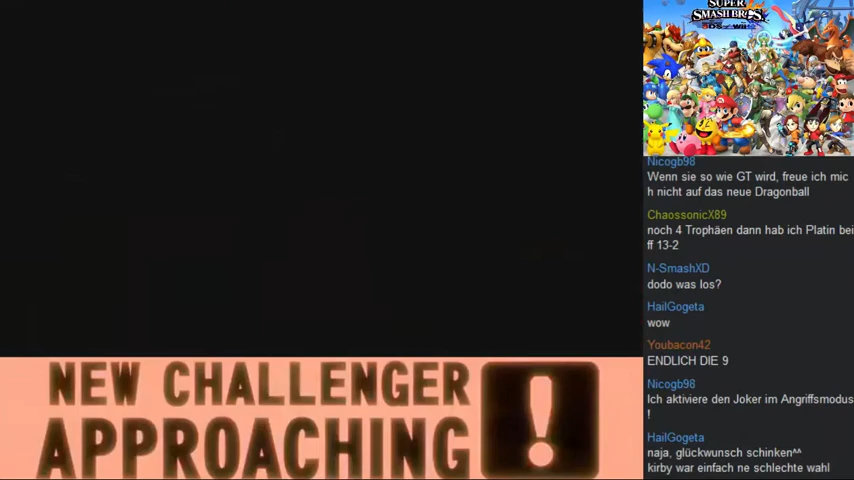 SUPER
SMASH BROS
3DS Wii U
Nicogb98
Wenn sie so wie GT wird, freue ich mic
h nicht auf das neue Dragonball
ChaossonicX89
noch 4 Trophäen dann hab ich Platin bei
ff 13-2
N-SmashXD
dodo was los?
HailGogeta
wow
Youbacon42
ENDLICH DIE 9
Nicogb98
Ich aktiviere den Joker im Angriffsmodus
!
HailGogeta
naja, glückwunsch schinken^^
kirby war einfach ne schlechte wahl
NEW CHALLENGER
APPROACHING !